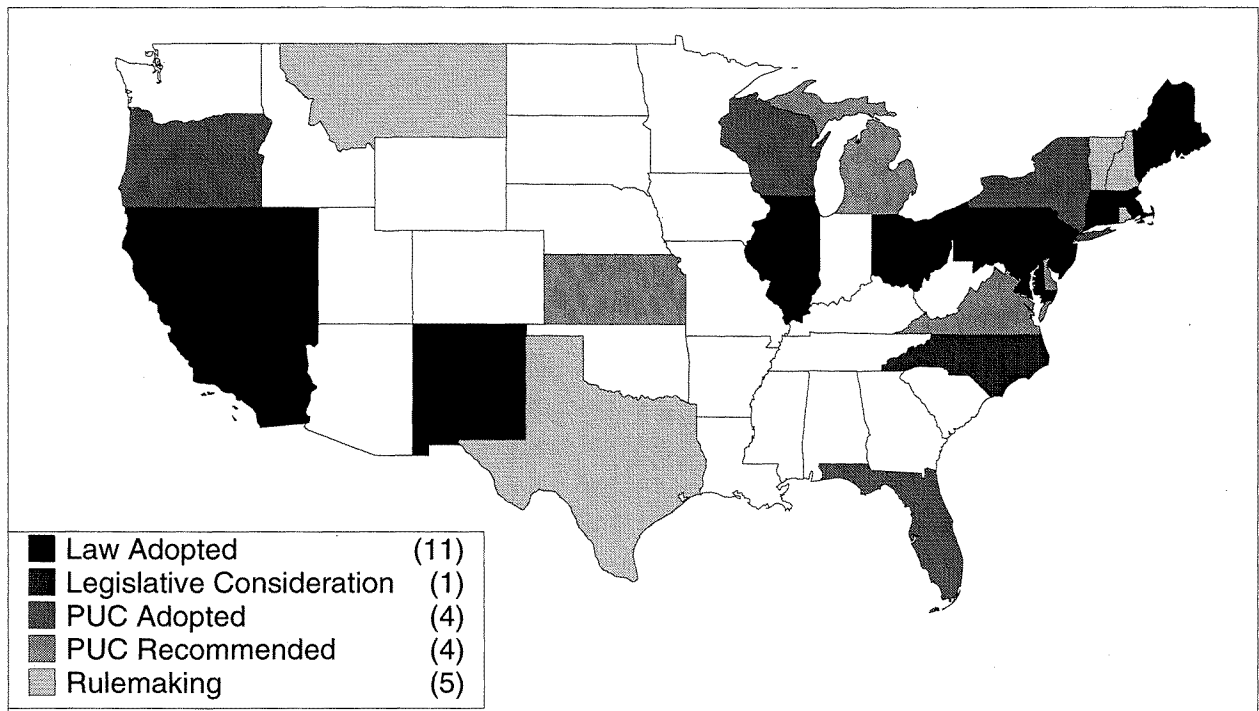 Law Adopted (11)
Legislative Consideration (1)
PUC Adopted (4)
PUC Recommended (4)
Rulemaking (5)